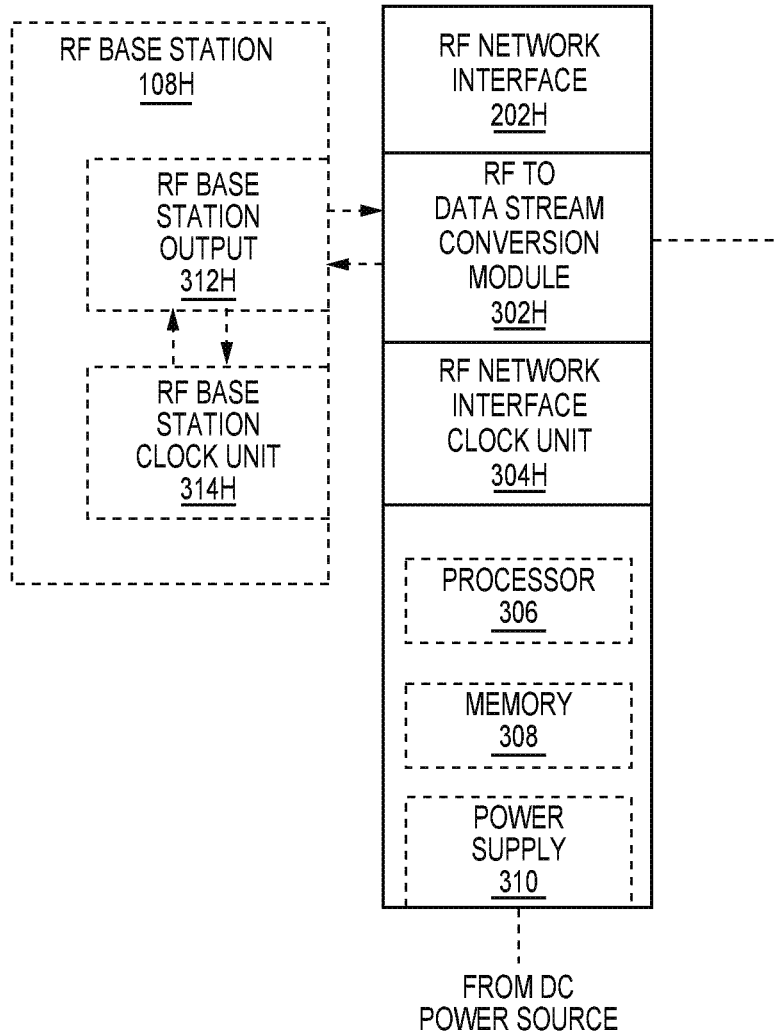 RF BASE STATION
108H
RF BASE
STATION
OUTPUT
312H
RF BASE
STATION
CLOCK UNIT
314H
RF NETWORK
INTERFACE
202H
RF TO
DATA STREAM
CONVERSION
MODULE
302H
RF NETWORK
INTERFACE
CLOCK UNIT
304H
PROCESSOR
306
MEMORY
308
POWER
SUPPLY
310
FROM DC
POWER SOURCE